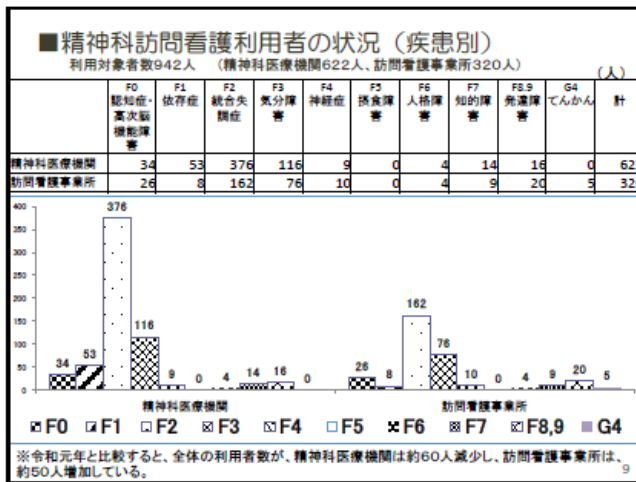 ■精神科訪問看護利用者の状況（疾患別）
利用対象者数942人 （精神科医療機関622人、訪問看護事業所320人）
（人）
F0 認知症・高次脳機能障害 F1 依存症 F2 統合失調症 F3 気分障害 F4 神経症 F5 摂食障害 F6 人格障害 F7 知的障害 F8.9 発達障害 G4 てんかん 計
精神科医療機関 34 53 376 116 9 0 4 14 16 0 62
訪問看護事業所 26 8 162 76 10 0 4 9 20 5 32
400
350
300
250
200
150
100
50
0
34 53 376 116 9 0 4 14 16 0
26 8 162 76 10 0 4 9 20 5
精神科医療機関 訪問看護事業所
F0 F1 F2 F3 F4 F5 F6 F7 F8,9 G4
※令和元年と比較すると、全体の利用者数が、精神科医療機関は約60人減少し、訪問看護事業所は、
約50人増加している。
9